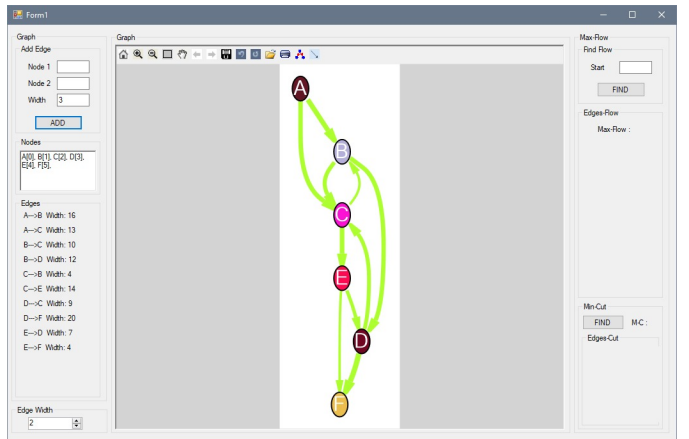 Form1
Graph
Add Edge
Node 1
Node 2
Width 3
ADD
Nodes
A[0], B[1], C[2], D[3],
E[4], F[5],
Edges
A--->B Width: 16
A--->C Width: 13
B--->C Width: 10
B--->D Width: 12
C--->B Width: 4
C--->E Width: 14
D--->C Width: 9
D--->F Width: 20
E--->D Width: 7
E--->F Width: 4
Edge Width
2
Graph
A
B
C
E
D
F
Max-Flow
Find Flow
Start
FIND
Edges-Flow
Max-Flow :
Min-Cut
FIND M-C :
Edges-Cut